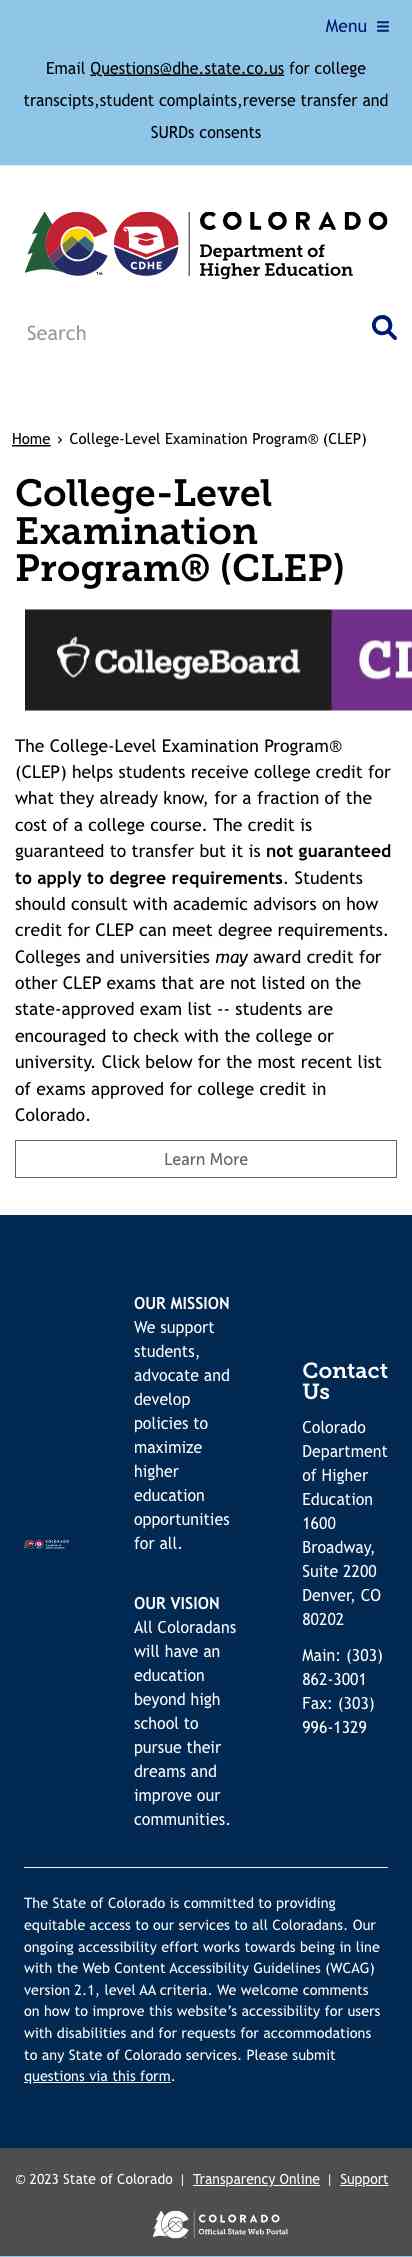 Menu
Email Questions@dhe.state.co.us for college
transcipts,student complaints,reverse transfer and
SURDs consents
CDHE
COLORADO
Department of
Higher Education
Search
Home › College-Level Examination Program® (CLEP)
College-Level
Examination
Program® (CLEP)
CollegeBoard
The College-Level Examination Program®
(CLEP) helps students receive college credit for
what they already know, for a fraction of the
cost of a college course. The credit is
guaranteed to transfer but it is not guaranteed
to apply to degree requirements. Students
should consult with academic advisors on how
credit for CLEP can meet degree requirements.
Colleges and universities may award credit for
other CLEP exams that are not listed on the
state-approved exam list -- students are
encouraged to check with the college or
university. Click below for the most recent list
of exams approved for college credit in
Colorado.
Learn More
OUR MISSION
We support
students,
advocate and
develop
policies to
maximize
higher
education
opportunities
for all.
OUR VISION
All Coloradans
will have an
education
beyond high
school to
pursue their
dreams and
improve our
communities.
Contact
Us
Colorado
Department
of Higher
Education
1600
Broadway,
Suite 2200
Denver, CO
80202
Main: (303)
862-3001
Fax: (303)
996-1329
The State of Colorado is committed to providing
equitable access to our services to all Coloradans. Our
ongoing accessibility effort works towards being in line
with the Web Content Accessibility Guidelines (WCAG)
version 2.1, level AA criteria. We welcome comments
on how to improve this website’s accessibility for users
with disabilities and for requests for accommodations
to any State of Colorado services. Please submit
questions via this form.
© 2023 State of Colorado | Transparency Online | Support
COLORADO
Official State Web Portal